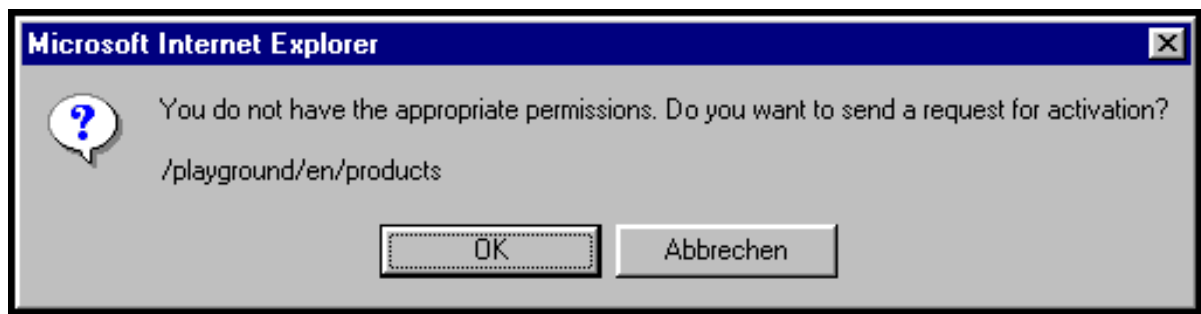 Microsoft Internet Explorer
You do not have the appropriate permissions. Do you want to send a request for activation?
/playground/en/products
OK
Abbrechen